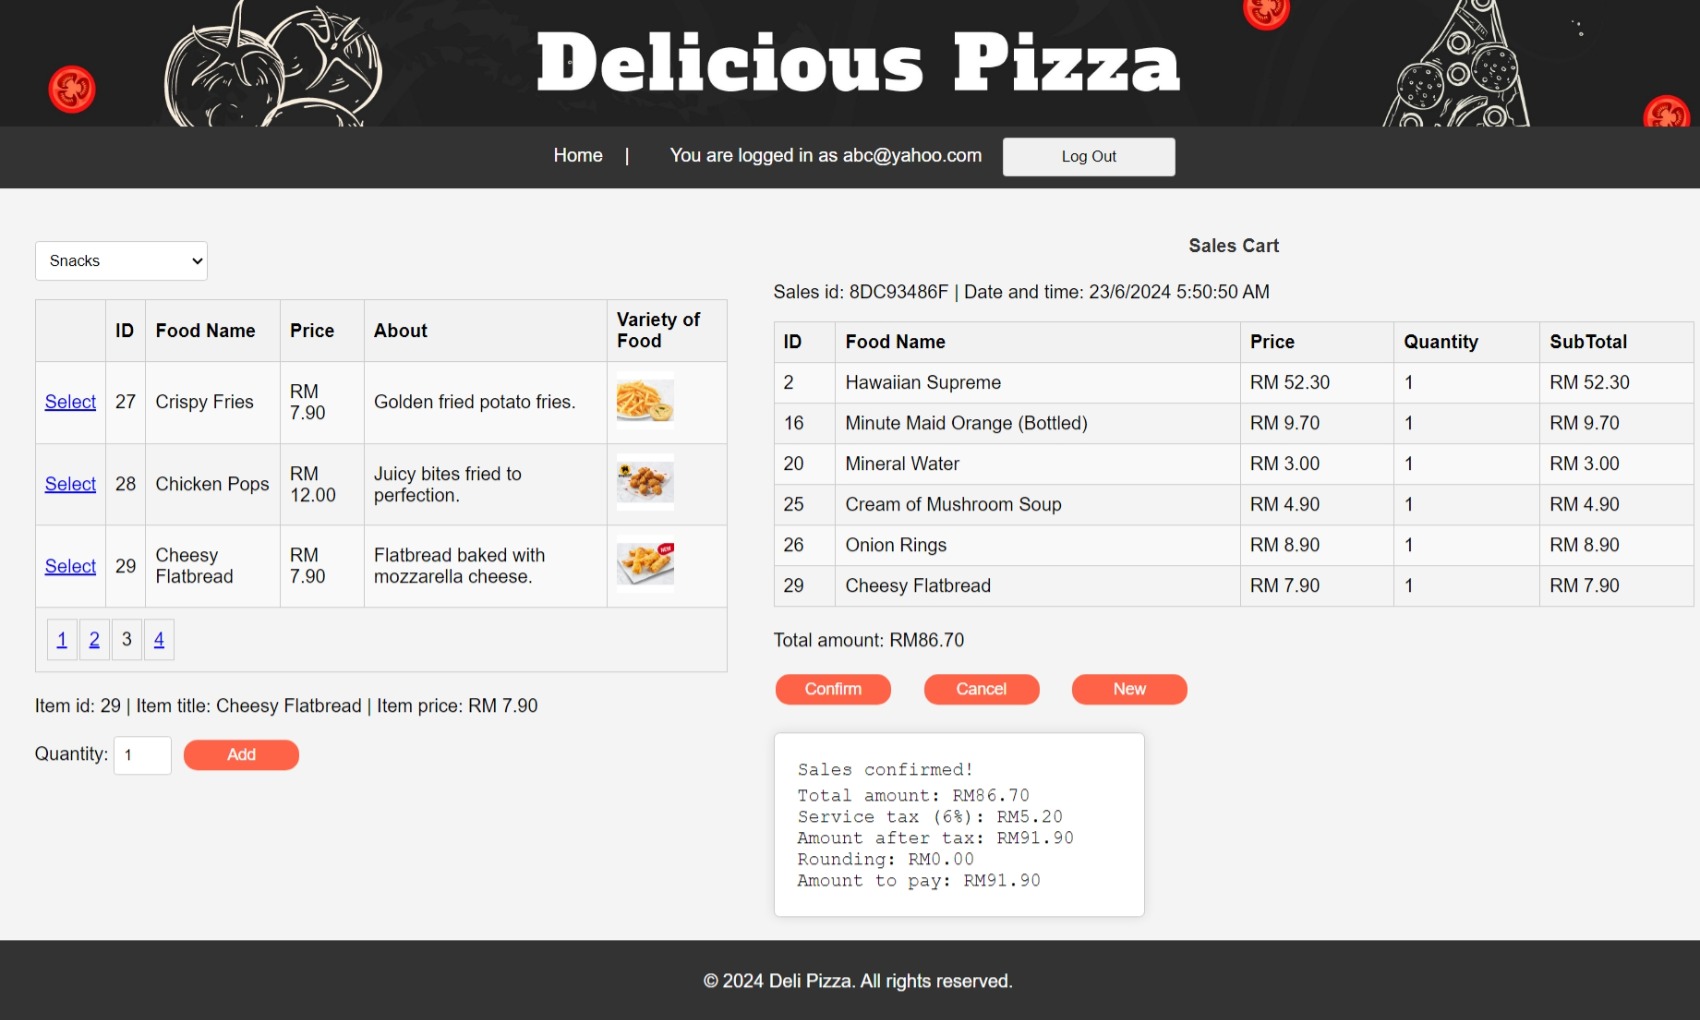 Delicious Pizza
Home | You are logged in as abc@yahoo.com Log Out
Snacks
ID Food Name Price About Variety of Food
Select 27 Crispy Fries RM 7.90 Golden fried potato fries.
Select 28 Chicken Pops RM 12.00 Juicy bites fried to perfection.
Select 29 Cheesy Flatbread RM 7.90 Flatbread baked with mozzarella cheese.
NEW
1 2 3 4
Item id: 29 | Item title: Cheesy Flatbread | Item price: RM 7.90
Quantity: 1 Add
Sales Cart
Sales id: 8DC93486F | Date and time: 23/6/2024 5:50:50 AM
ID Food Name Price Quantity SubTotal
2 Hawaiian Supreme RM 52.30 1 RM 52.30
16 Minute Maid Orange (Bottled) RM 9.70 1 RM 9.70
20 Mineral Water RM 3.00 1 RM 3.00
25 Cream of Mushroom Soup RM 4.90 1 RM 4.90
26 Onion Rings RM 8.90 1 RM 8.90
29 Cheesy Flatbread RM 7.90 1 RM 7.90
Total amount: RM86.70
Confirm Cancel New
Sales confirmed!
Total amount: RM86.70
Service tax (6%): RM5.20
Amount after tax: RM91.90
Rounding: RM0.00
Amount to pay: RM91.90
© 2024 Deli Pizza. All rights reserved.